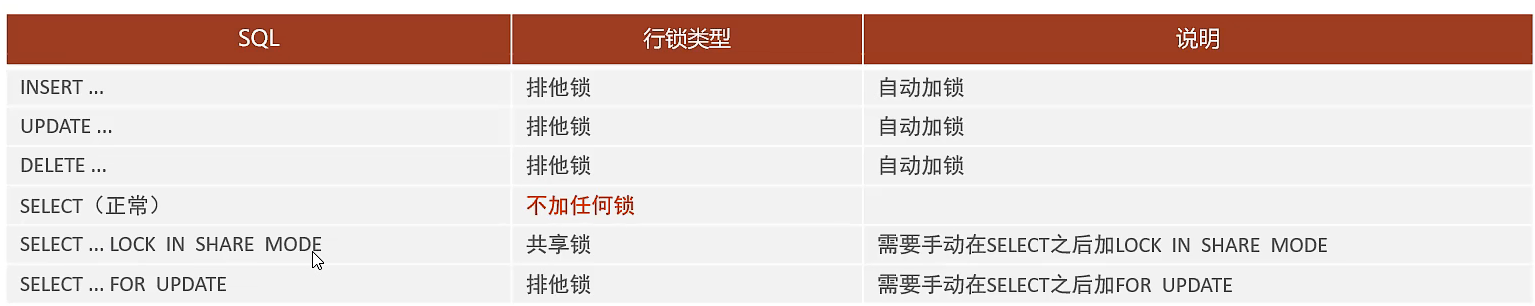 SQL 行锁类型 说明
INSERT ... 排他锁 自动加锁
UPDATE ... 排他锁 自动加锁
DELETE ... 排他锁 自动加锁
SELECT（正常） 不加任何锁
SELECT ... LOCK IN SHARE MODE 共享锁 需要手动在SELECT之后加LOCK IN SHARE MODE
SELECT ... FOR UPDATE 排他锁 需要手动在SELECT之后加FOR UPDATE